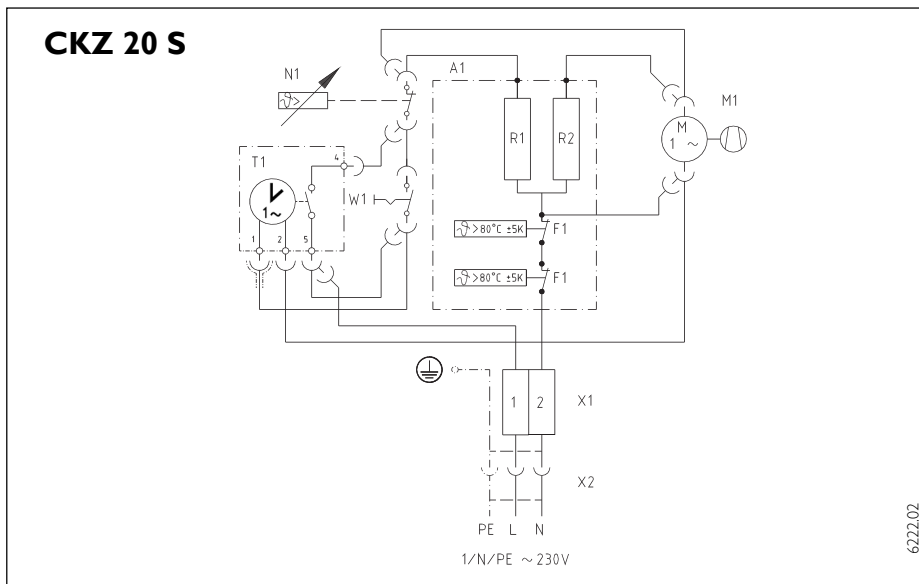 CKZ 20 S
N1
A1
ϑ>
R1
R2
M
1 ~
M1
T1
4
1~
W1
1
2
5
ϑ>80°C ±5K
F1
ϑ>80°C ±5K
F1
1
2
X1
X2
PE L N
1/N/PE ~ 230V
6222.02